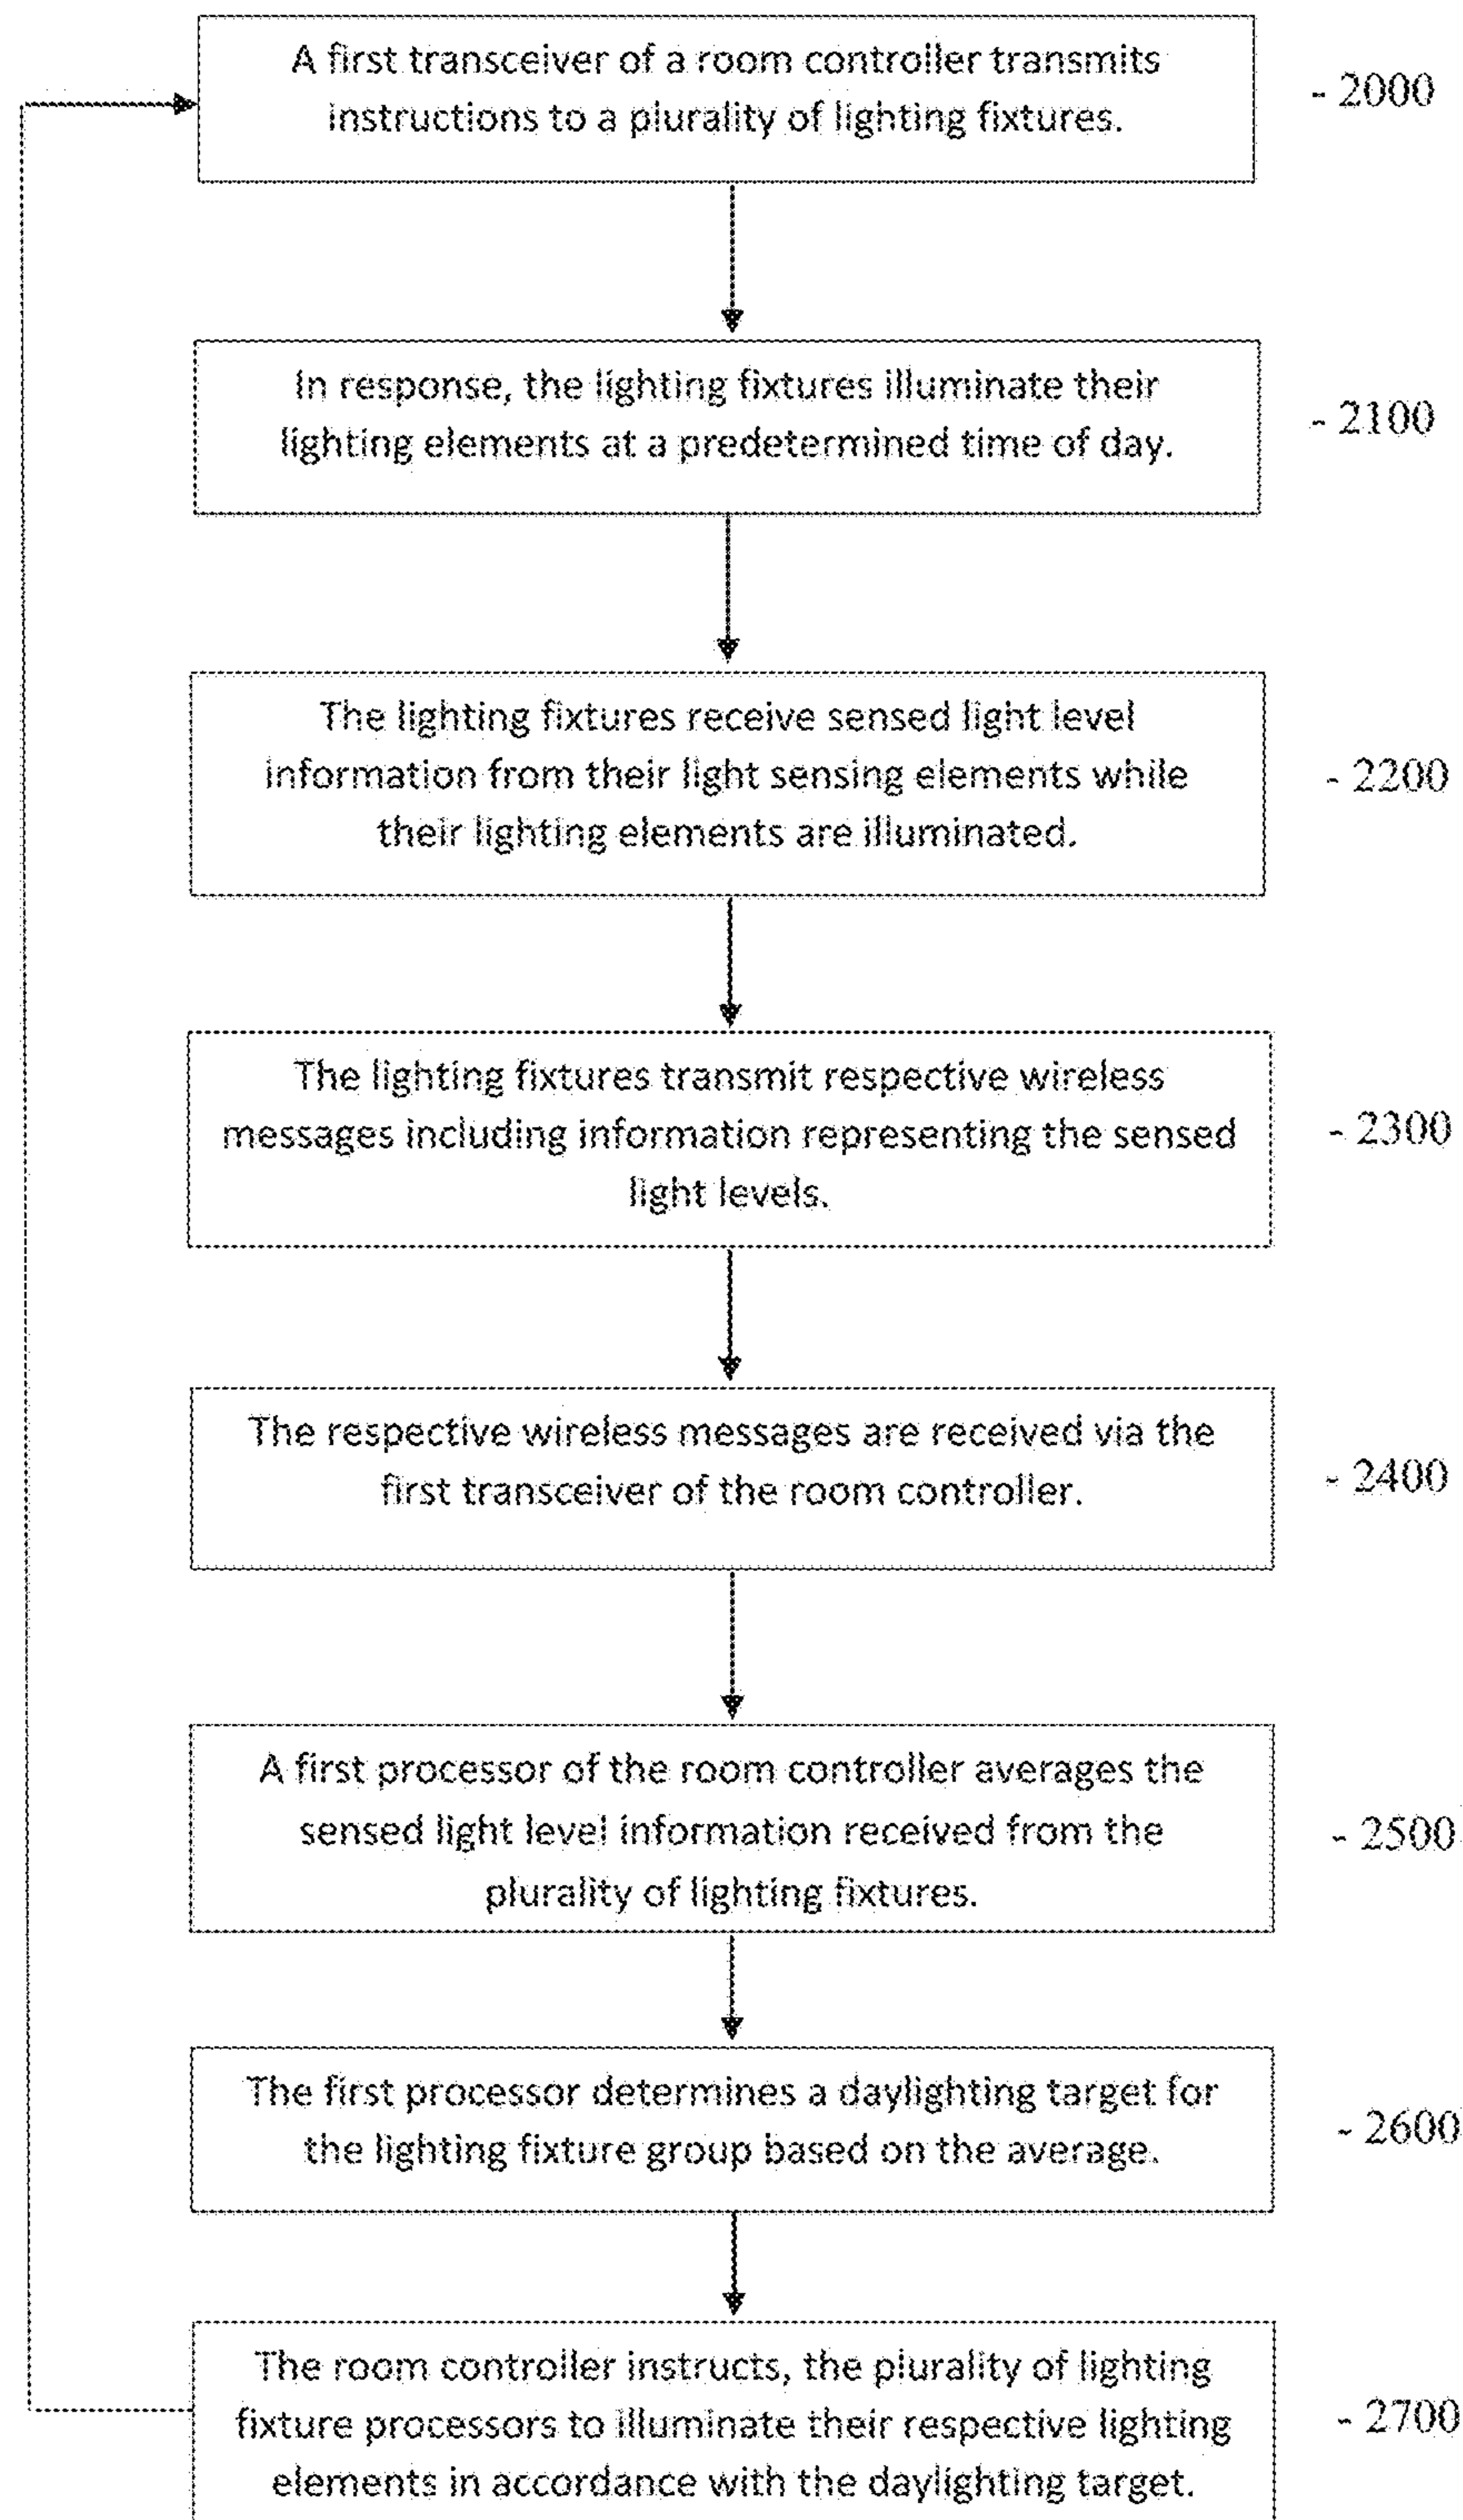 A first transceiver of a room controller transmits
instructions to a plurality of lighting fixtures.
- 2000
In response, the lighting fixtures illuminate their
lighting elements at a predetermined time of day.
- 2100
The lighting fixtures receive sensed light level
information from their light sensing elements while
their lighting elements are illuminated.
- 2200
The lighting fixtures transmit respective wireless
messages including information representing the sensed
light levels.
- 2300
The respective wireless messages are received via the
first transceiver of the room controller.
- 2400
A first processor of the room controller averages the
sensed light level information received from the
plurality of lighting fixtures.
- 2500
The first processor determines a daylighting target for
the lighting fixture group based on the average.
- 2600
The room controller instructs, the plurality of lighting
fixture processors to illuminate their respective lighting
elements in accordance with the daylighting target.
- 2700